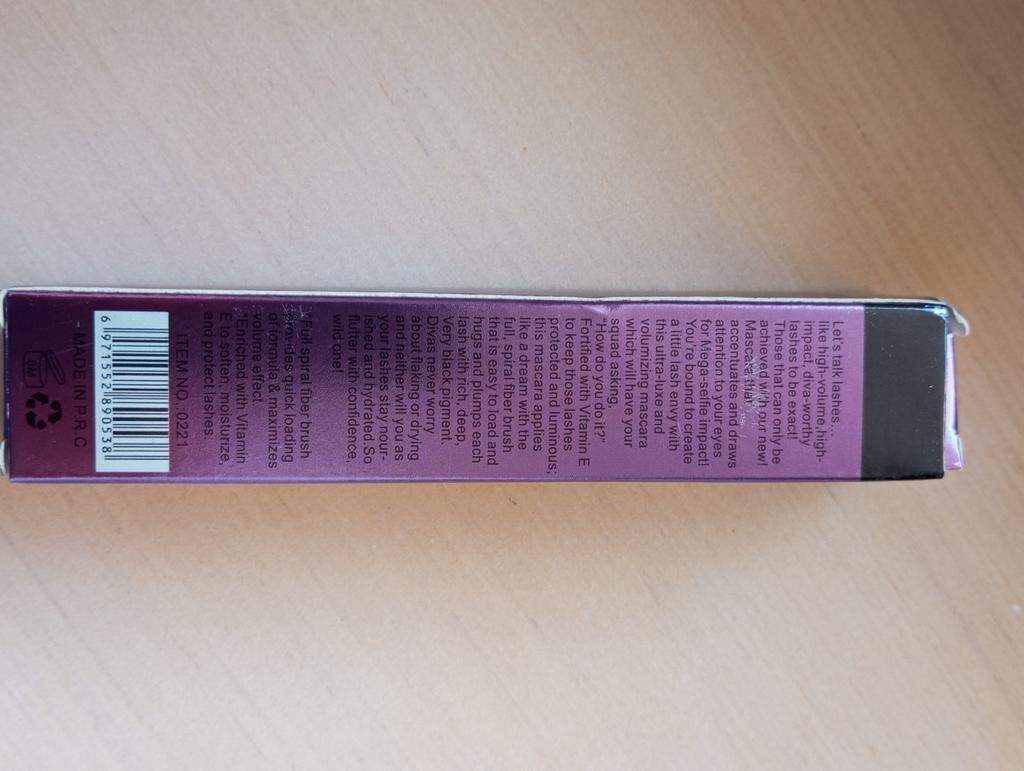 Let's talk lashes...
like high-volume,high-
impact, diva-worthy
lashes to be exact!
Those that can only be
achieved with our new!
Mascara that
accentuates and draws
attention to your eyes
for Mega-selfie impact!
You're bound to create
a little lash envy with
this ultra-luxe and
volumizing mascara
which will have your
squad asking,
"How do you do it?"
Fortified with Vitamin E
to keep those lashes
protected and luminous;
this mascara applies
like a dream with the
full spiral fiber brush
that is easy to load and
hugs and plumps each
lash with rich, deep,
Very black pigment.
Divas never worry
about flaking or drying
and neither will you as
your lashes stay nour-
ished and hydrated. So
flutter with confidence,
wild one!
*Full spiral fiber brush
provides quick loading
of formula & maximizes
volume effect.
*Enriched with Vitamin
E to soften, moisturize,
and protect lashes.
ITEM NO.:0221
6 971552 890538
MADE IN P.R.C